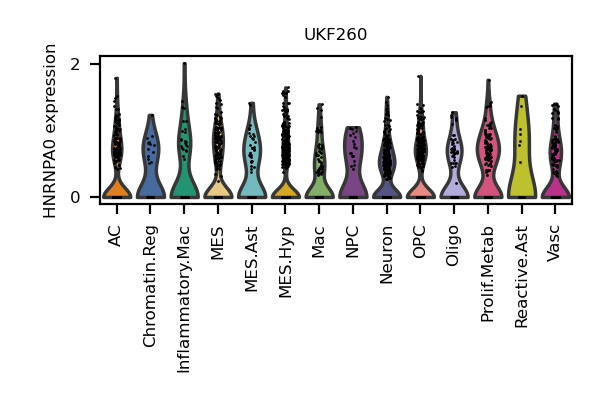 UKF260
HNRNPA0 expression
2
0
AC
Chromatin.Reg
Inflammatory.Mac
MES
MES.Ast
MES.Hyp
Mac
NPC
Neuron
OPC
Oligo
Prolif.Metab
Reactive.Ast
Vasc